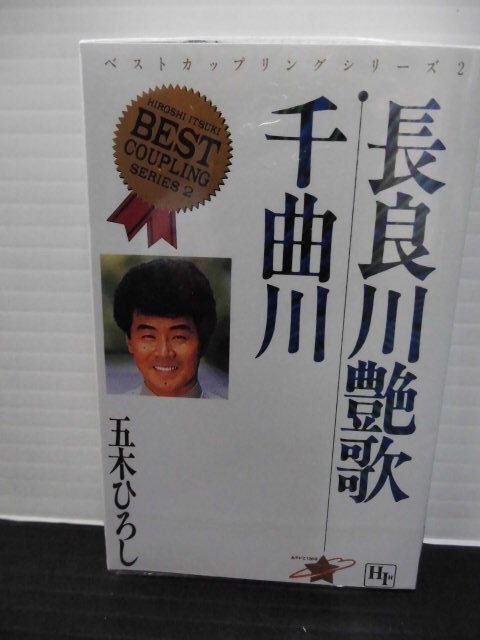 ベストカップリングシリーズ2
HIROSHI ITSUKI
BEST
COUPLING
SERIES 2
長良川艶歌
千曲川
五木ひろし